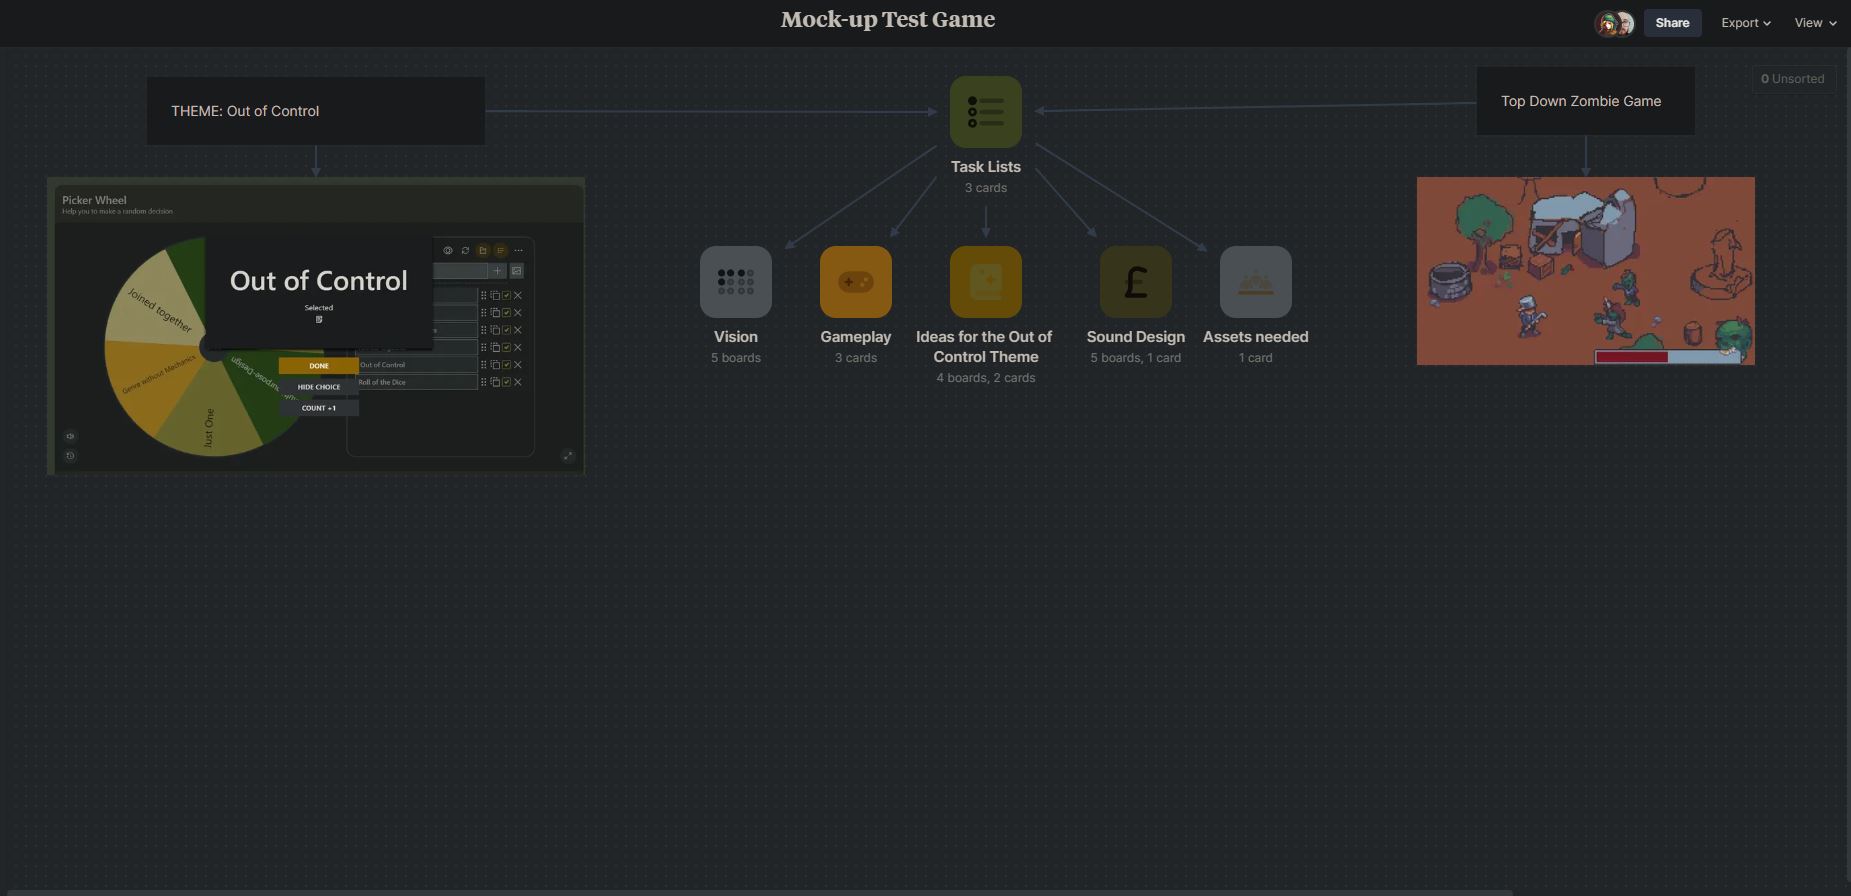 Mock-up Test Game
Share
Export
View
0 Unsorted
THEME: Out of Control
Top Down Zombie Game
Task Lists
3 cards
Picker Wheel
Help you to make a random decision
Out of Control
Selected
Joined together
Genre without Mechanics
Just One
DONE
HIDE CHOICE
COUNT +1
Out of Control
Roll of the Dice
Vision
5 boards
Gameplay
3 cards
Ideas for the Out of
Control Theme
4 boards, 2 cards
Sound Design
5 boards, 1 card
Assets needed
1 card